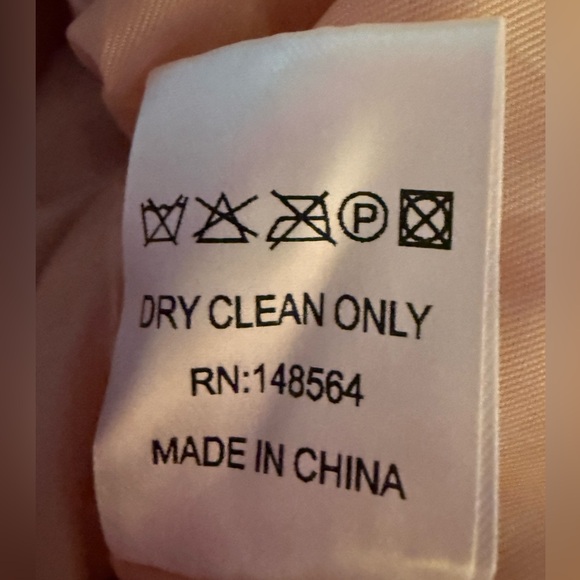 P
DRY CLEAN ONLY
RN:148564
MADE IN CHINA